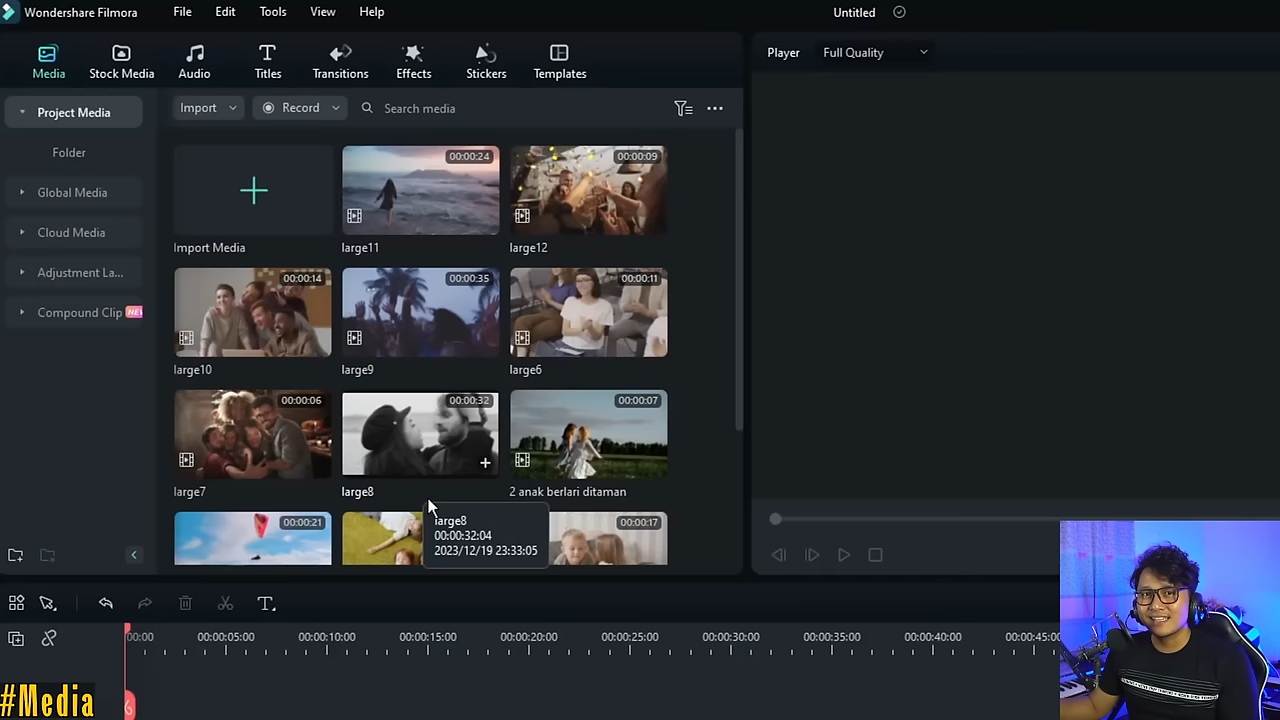 Wondershare Filmora
File
Edit
Tools
View
Help
Untitled
Media
Stock Media
Audio
Titles
Transitions
Effects
Stickers
Templates
Player
Full Quality
Project Media
Folder
Global Media
Cloud Media
Adjustment La...
Compound Clip
Import
Record
Search media
Import Media
00:00:24
large11
00:00:09
large12
00:00:14
large10
00:00:35
large9
00:00:11
large6
00:00:06
large7
00:00:32
large8
00:00:07
2 anak berlari ditaman
00:00:21
00:00:17
large8
00:00:32:04
2023/12/19 23:33:05
00:00
00:00:05:00
00:00:10:00
00:00:15:00
00:00:20:00
00:00:25:00
00:00:30:00
00:00:35:00
00:00:40:00
00:00:45:00
#Media